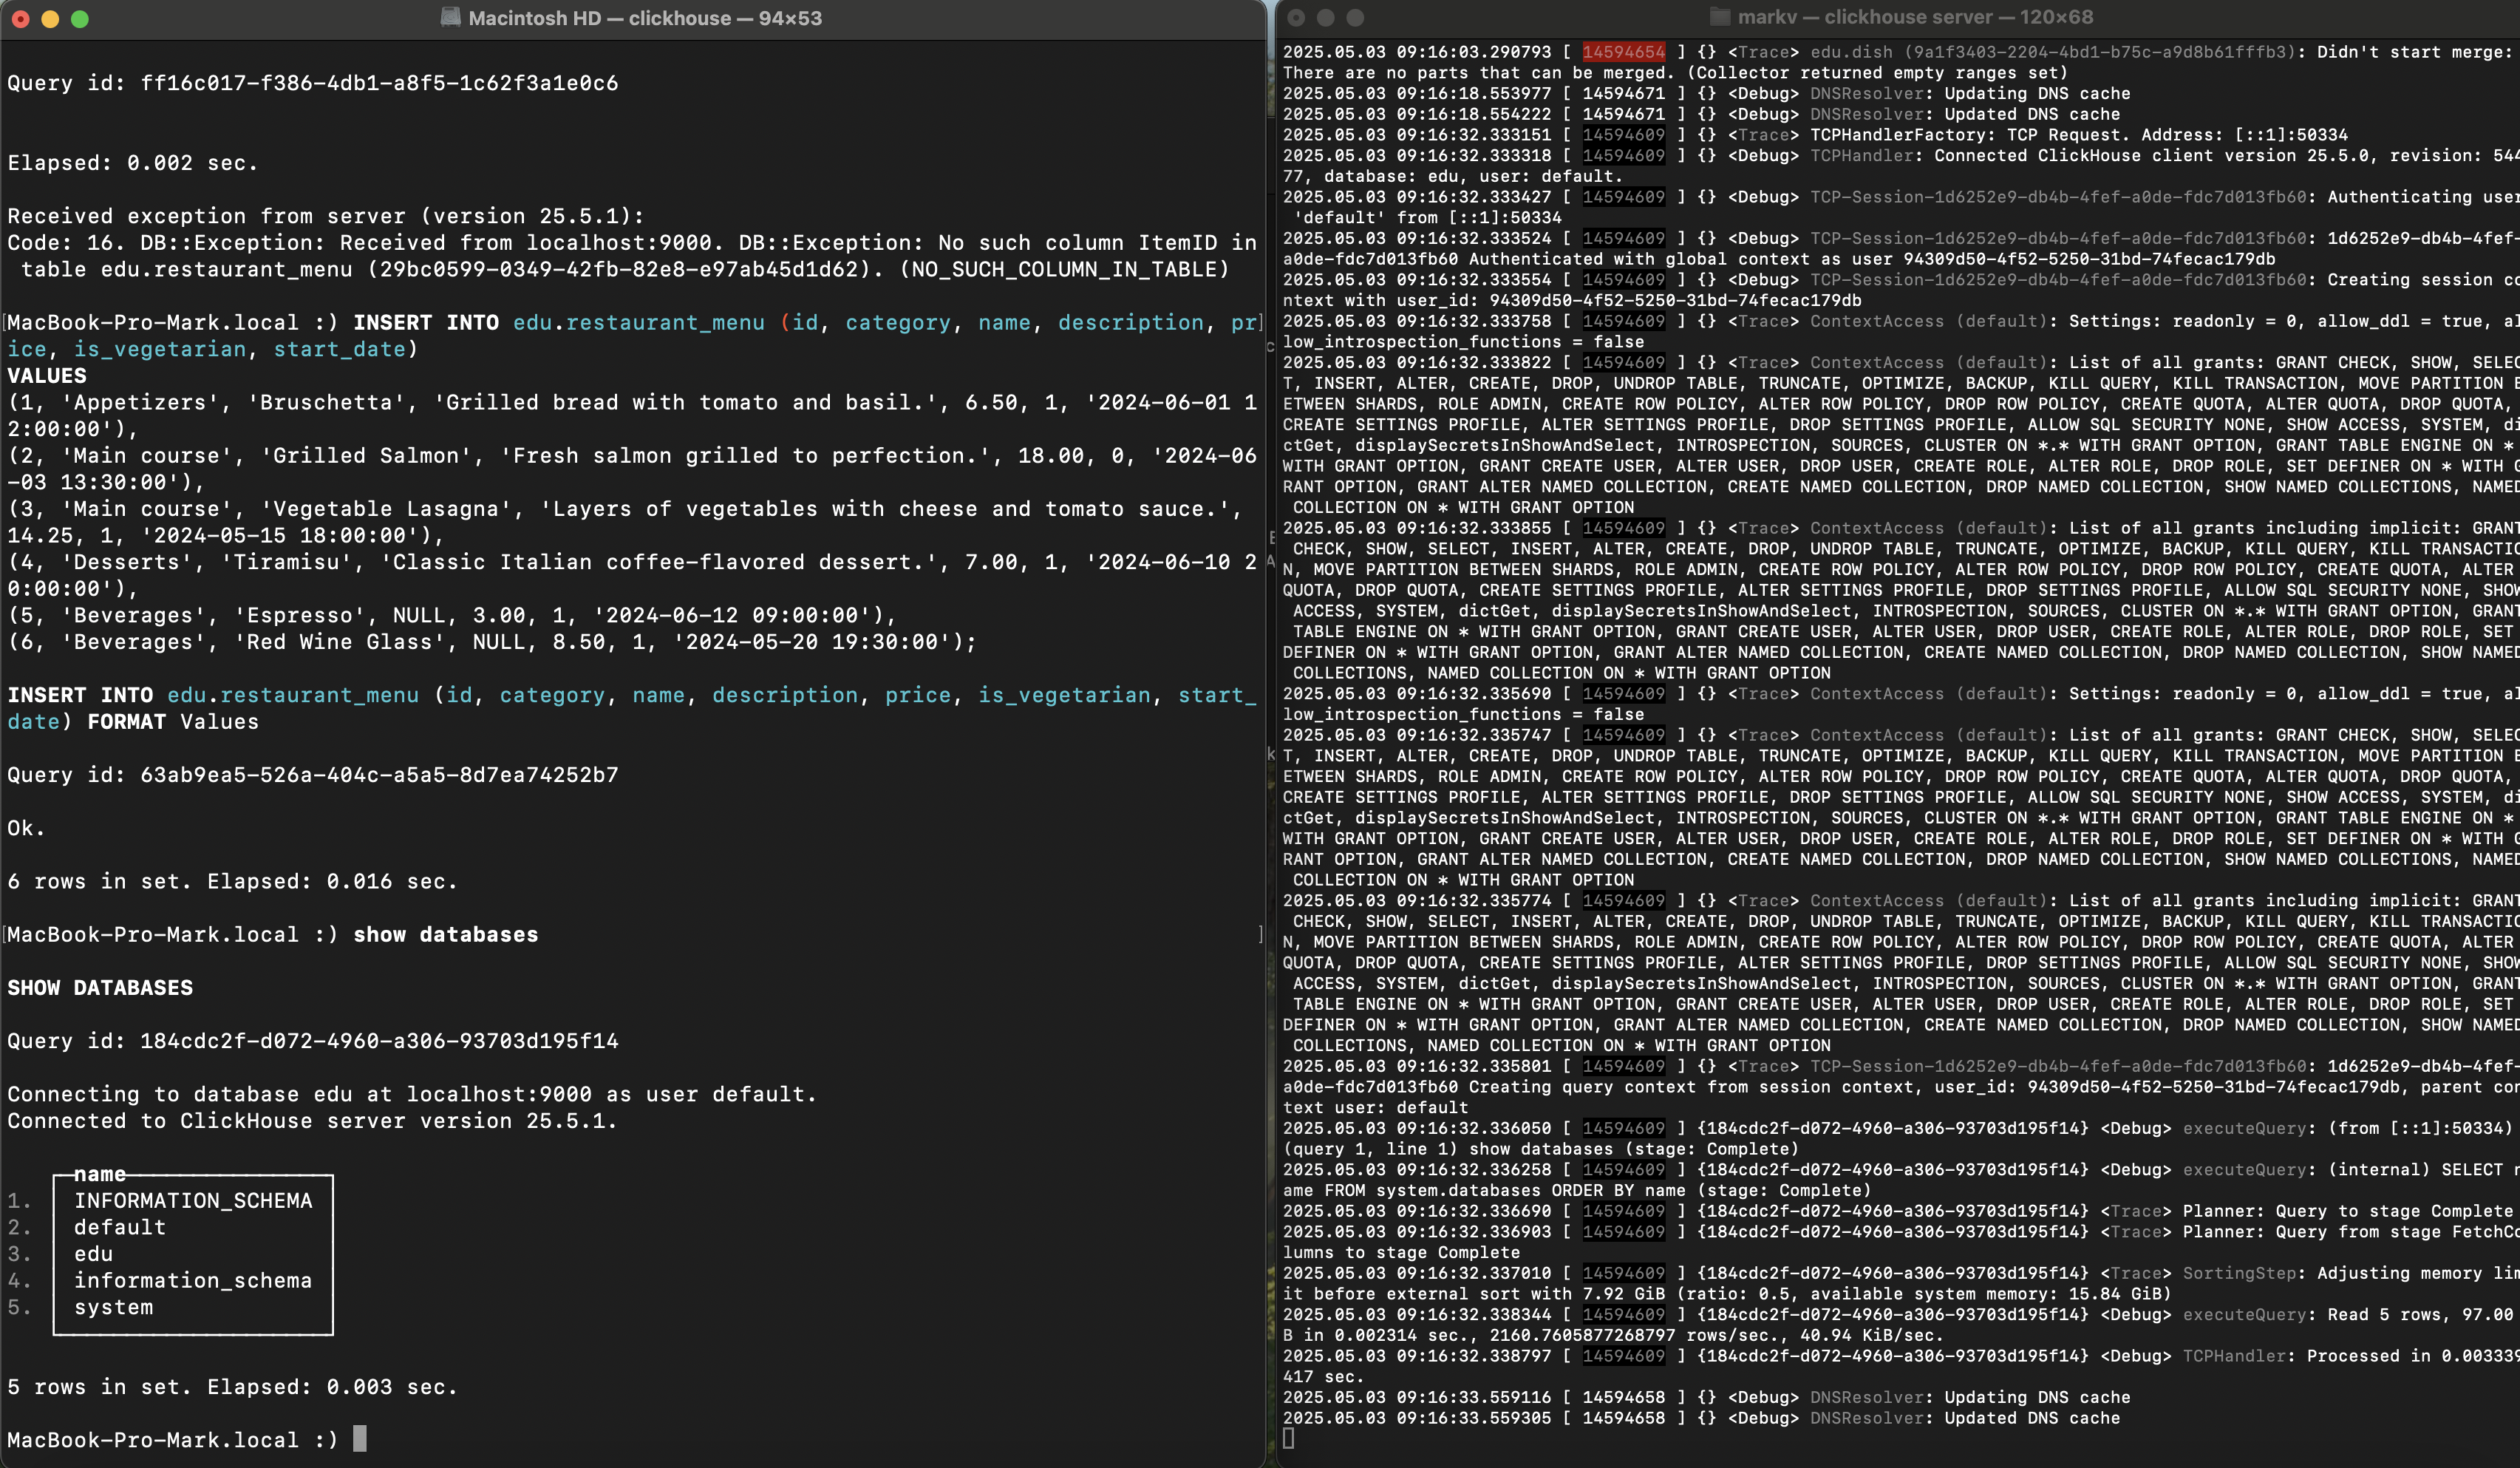 Macintosh HD — clickhouse — 94×53
Query id: ff16c017-f386-4db1-a8f5-1c62f3a1e0c6
Elapsed: 0.002 sec.
Received exception from server (version 25.5.1):
Code: 16. DB::Exception: Received from localhost:9000. DB::Exception: No such column ItemID in
table edu.restaurant_menu (29bc0599-0349-42fb-82e8-e97ab45d1d62). (NO_SUCH_COLUMN_IN_TABLE)
[MacBook-Pro-Mark.local :) INSERT INTO edu.restaurant_menu (id, category, name, description, pr]
ice, is_vegetarian, start_date)
VALUES
(1, 'Appetizers', 'Bruschetta', 'Grilled bread with tomato and basil.', 6.50, 1, '2024-06-01 1
2:00:00'),
(2, 'Main course', 'Grilled Salmon', 'Fresh salmon grilled to perfection.', 18.00, 0, '2024-06
-03 13:30:00'),
(3, 'Main course', 'Vegetable Lasagna', 'Layers of vegetables with cheese and tomato sauce.',
14.25, 1, '2024-05-15 18:00:00'),
(4, 'Desserts', 'Tiramisu', 'Classic Italian coffee-flavored dessert.', 7.00, 1, '2024-06-10 2
0:00:00'),
(5, 'Beverages', 'Espresso', NULL, 3.00, 1, '2024-06-12 09:00:00'),
(6, 'Beverages', 'Red Wine Glass', NULL, 8.50, 1, '2024-05-20 19:30:00');
INSERT INTO edu.restaurant_menu (id, category, name, description, price, is_vegetarian, start_
date) FORMAT Values
Query id: 63ab9ea5-526a-404c-a5a5-8d7ea74252b7
Ok.
6 rows in set. Elapsed: 0.016 sec.
[MacBook-Pro-Mark.local :) show databases ]
SHOW DATABASES
Query id: 184cdc2f-d072-4960-a306-93703d195f14
Connecting to database edu at localhost:9000 as user default.
Connected to ClickHouse server version 25.5.1.
name
1. INFORMATION_SCHEMA
2. default
3. edu
4. information_schema
5. system
5 rows in set. Elapsed: 0.003 sec.
MacBook-Pro-Mark.local :)
markv — clickhouse server — 120×68
2025.05.03 09:16:03.290793 [ 14594654 ] {} <Trace> edu.dish (9a1f3403-2204-4bd1-b75c-a9d8b61fffb3): Didn't start merge:
There are no parts that can be merged. (Collector returned empty ranges set)
2025.05.03 09:16:18.553977 [ 14594671 ] {} <Debug> DNSResolver: Updating DNS cache
2025.05.03 09:16:18.554222 [ 14594671 ] {} <Debug> DNSResolver: Updated DNS cache
2025.05.03 09:16:32.333151 [ 14594609 ] {} <Trace> TCPHandlerFactory: TCP Request. Address: [::1]:50334
2025.05.03 09:16:32.333318 [ 14594609 ] {} <Debug> TCPHandler: Connected ClickHouse client version 25.5.0, revision: 544
77, database: edu, user: default.
2025.05.03 09:16:32.333427 [ 14594609 ] {} <Debug> TCP-Session-1d6252e9-db4b-4fef-a0de-fdc7d013fb60: Authenticating user
'default' from [::1]:50334
2025.05.03 09:16:32.333524 [ 14594609 ] {} <Debug> TCP-Session-1d6252e9-db4b-4fef-a0de-fdc7d013fb60: 1d6252e9-db4b-4fef-
a0de-fdc7d013fb60 Authenticated with global context as user 94309d50-4f52-5250-31bd-74fecac179db
2025.05.03 09:16:32.333554 [ 14594609 ] {} <Debug> TCP-Session-1d6252e9-db4b-4fef-a0de-fdc7d013fb60: Creating session co
ntext with user_id: 94309d50-4f52-5250-31bd-74fecac179db
2025.05.03 09:16:32.333758 [ 14594609 ] {} <Trace> ContextAccess (default): Settings: readonly = 0, allow_ddl = true, al
low_introspection_functions = false
2025.05.03 09:16:32.333822 [ 14594609 ] {} <Trace> ContextAccess (default): List of all grants: GRANT CHECK, SHOW, SELEC
T, INSERT, ALTER, CREATE, DROP, UNDROP TABLE, TRUNCATE, OPTIMIZE, BACKUP, KILL QUERY, KILL TRANSACTION, MOVE PARTITION B
ETWEEN SHARDS, ROLE ADMIN, CREATE ROW POLICY, ALTER ROW POLICY, DROP ROW POLICY, CREATE QUOTA, ALTER QUOTA, DROP QUOTA,
CREATE SETTINGS PROFILE, ALTER SETTINGS PROFILE, DROP SETTINGS PROFILE, ALLOW SQL SECURITY NONE, SHOW ACCESS, SYSTEM, di
ctGet, displaySecretsInShowAndSelect, INTROSPECTION, SOURCES, CLUSTER ON *.* WITH GRANT OPTION, GRANT TABLE ENGINE ON *
WITH GRANT OPTION, GRANT CREATE USER, ALTER USER, DROP USER, CREATE ROLE, ALTER ROLE, DROP ROLE, SET DEFINER ON * WITH G
RANT OPTION, GRANT ALTER NAMED COLLECTION, CREATE NAMED COLLECTION, DROP NAMED COLLECTION, SHOW NAMED COLLECTIONS, NAMED
COLLECTION ON * WITH GRANT OPTION
2025.05.03 09:16:32.333855 [ 14594609 ] {} <Trace> ContextAccess (default): List of all grants including implicit: GRANT
CHECK, SHOW, SELECT, INSERT, ALTER, CREATE, DROP, UNDROP TABLE, TRUNCATE, OPTIMIZE, BACKUP, KILL QUERY, KILL TRANSACTIO
N, MOVE PARTITION BETWEEN SHARDS, ROLE ADMIN, CREATE ROW POLICY, ALTER ROW POLICY, DROP ROW POLICY, CREATE QUOTA, ALTER
QUOTA, DROP QUOTA, CREATE SETTINGS PROFILE, ALTER SETTINGS PROFILE, DROP SETTINGS PROFILE, ALLOW SQL SECURITY NONE, SHOW
ACCESS, SYSTEM, dictGet, displaySecretsInShowAndSelect, INTROSPECTION, SOURCES, CLUSTER ON *.* WITH GRANT OPTION, GRANT
TABLE ENGINE ON * WITH GRANT OPTION, GRANT CREATE USER, ALTER USER, DROP USER, CREATE ROLE, ALTER ROLE, DROP ROLE, SET
DEFINER ON * WITH GRANT OPTION, GRANT ALTER NAMED COLLECTION, CREATE NAMED COLLECTION, DROP NAMED COLLECTION, SHOW NAMED
COLLECTIONS, NAMED COLLECTION ON * WITH GRANT OPTION
2025.05.03 09:16:32.335690 [ 14594609 ] {} <Trace> ContextAccess (default): Settings: readonly = 0, allow_ddl = true, al
low_introspection_functions = false
2025.05.03 09:16:32.335747 [ 14594609 ] {} <Trace> ContextAccess (default): List of all grants: GRANT CHECK, SHOW, SELEC
T, INSERT, ALTER, CREATE, DROP, UNDROP TABLE, TRUNCATE, OPTIMIZE, BACKUP, KILL QUERY, KILL TRANSACTION, MOVE PARTITION B
ETWEEN SHARDS, ROLE ADMIN, CREATE ROW POLICY, ALTER ROW POLICY, DROP ROW POLICY, CREATE QUOTA, ALTER QUOTA, DROP QUOTA,
CREATE SETTINGS PROFILE, ALTER SETTINGS PROFILE, DROP SETTINGS PROFILE, ALLOW SQL SECURITY NONE, SHOW ACCESS, SYSTEM, di
ctGet, displaySecretsInShowAndSelect, INTROSPECTION, SOURCES, CLUSTER ON *.* WITH GRANT OPTION, GRANT TABLE ENGINE ON *
WITH GRANT OPTION, GRANT CREATE USER, ALTER USER, DROP USER, CREATE ROLE, ALTER ROLE, DROP ROLE, SET DEFINER ON * WITH G
RANT OPTION, GRANT ALTER NAMED COLLECTION, CREATE NAMED COLLECTION, DROP NAMED COLLECTION, SHOW NAMED COLLECTIONS, NAMED
COLLECTION ON * WITH GRANT OPTION
2025.05.03 09:16:32.335774 [ 14594609 ] {} <Trace> ContextAccess (default): List of all grants including implicit: GRANT
CHECK, SHOW, SELECT, INSERT, ALTER, CREATE, DROP, UNDROP TABLE, TRUNCATE, OPTIMIZE, BACKUP, KILL QUERY, KILL TRANSACTIO
N, MOVE PARTITION BETWEEN SHARDS, ROLE ADMIN, CREATE ROW POLICY, ALTER ROW POLICY, DROP ROW POLICY, CREATE QUOTA, ALTER
QUOTA, DROP QUOTA, CREATE SETTINGS PROFILE, ALTER SETTINGS PROFILE, DROP SETTINGS PROFILE, ALLOW SQL SECURITY NONE, SHOW
ACCESS, SYSTEM, dictGet, displaySecretsInShowAndSelect, INTROSPECTION, SOURCES, CLUSTER ON *.* WITH GRANT OPTION, GRANT
TABLE ENGINE ON * WITH GRANT OPTION, GRANT CREATE USER, ALTER USER, DROP USER, CREATE ROLE, ALTER ROLE, DROP ROLE, SET
DEFINER ON * WITH GRANT OPTION, GRANT ALTER NAMED COLLECTION, CREATE NAMED COLLECTION, DROP NAMED COLLECTION, SHOW NAMED
COLLECTIONS, NAMED COLLECTION ON * WITH GRANT OPTION
2025.05.03 09:16:32.335801 [ 14594609 ] {} <Trace> TCP-Session-1d6252e9-db4b-4fef-a0de-fdc7d013fb60: 1d6252e9-db4b-4fef-
a0de-fdc7d013fb60 Creating query context from session context, user_id: 94309d50-4f52-5250-31bd-74fecac179db, parent con
text user: default
2025.05.03 09:16:32.336050 [ 14594609 ] {184cdc2f-d072-4960-a306-93703d195f14} <Debug> executeQuery: (from [::1]:50334)
(query 1, line 1) show databases (stage: Complete)
2025.05.03 09:16:32.336258 [ 14594609 ] {184cdc2f-d072-4960-a306-93703d195f14} <Debug> executeQuery: (internal) SELECT n
ame FROM system.databases ORDER BY name (stage: Complete)
2025.05.03 09:16:32.336690 [ 14594609 ] {184cdc2f-d072-4960-a306-93703d195f14} <Trace> Planner: Query to stage Complete
2025.05.03 09:16:32.336903 [ 14594609 ] {184cdc2f-d072-4960-a306-93703d195f14} <Trace> Planner: Query from stage FetchCo
lumns to stage Complete
2025.05.03 09:16:32.337010 [ 14594609 ] {184cdc2f-d072-4960-a306-93703d195f14} <Trace> SortingStep: Adjusting memory lim
it before external sort with 7.92 GiB (ratio: 0.5, available system memory: 15.84 GiB)
2025.05.03 09:16:32.338344 [ 14594609 ] {184cdc2f-d072-4960-a306-93703d195f14} <Debug> executeQuery: Read 5 rows, 97.00
B in 0.002314 sec., 2160.7605877268797 rows/sec., 40.94 KiB/sec.
2025.05.03 09:16:32.338797 [ 14594609 ] {184cdc2f-d072-4960-a306-93703d195f14} <Debug> TCPHandler: Processed in 0.003339
417 sec.
2025.05.03 09:16:33.559116 [ 14594658 ] {} <Debug> DNSResolver: Updating DNS cache
2025.05.03 09:16:33.559305 [ 14594658 ] {} <Debug> DNSResolver: Updated DNS cache